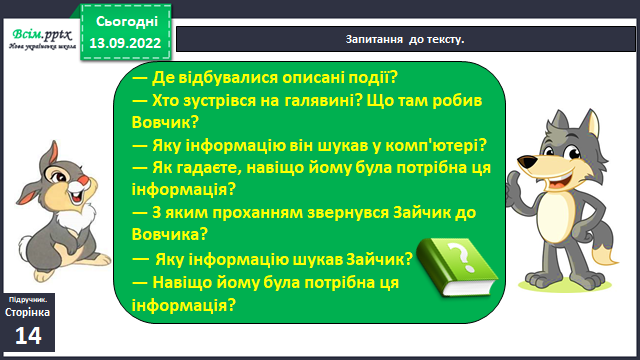 Всім.pptx
Нова українська школа
Сьогодні
13.09.2022
Запитання до тексту.
— Де відбувалися описані події?
— Хто зустрівся на галявині? Що там робив
Вовчик?
— Яку інформацію він шукав у комп'ютері?
— Як гадаєте, навіщо йому була потрібна ця
інформація?
— З яким проханням звернувся Зайчик до
Вовчика?
— Яку інформацію шукав Зайчик?
— Навіщо йому була потрібна ця
інформація?
?
Підручник.
Сторінка
14